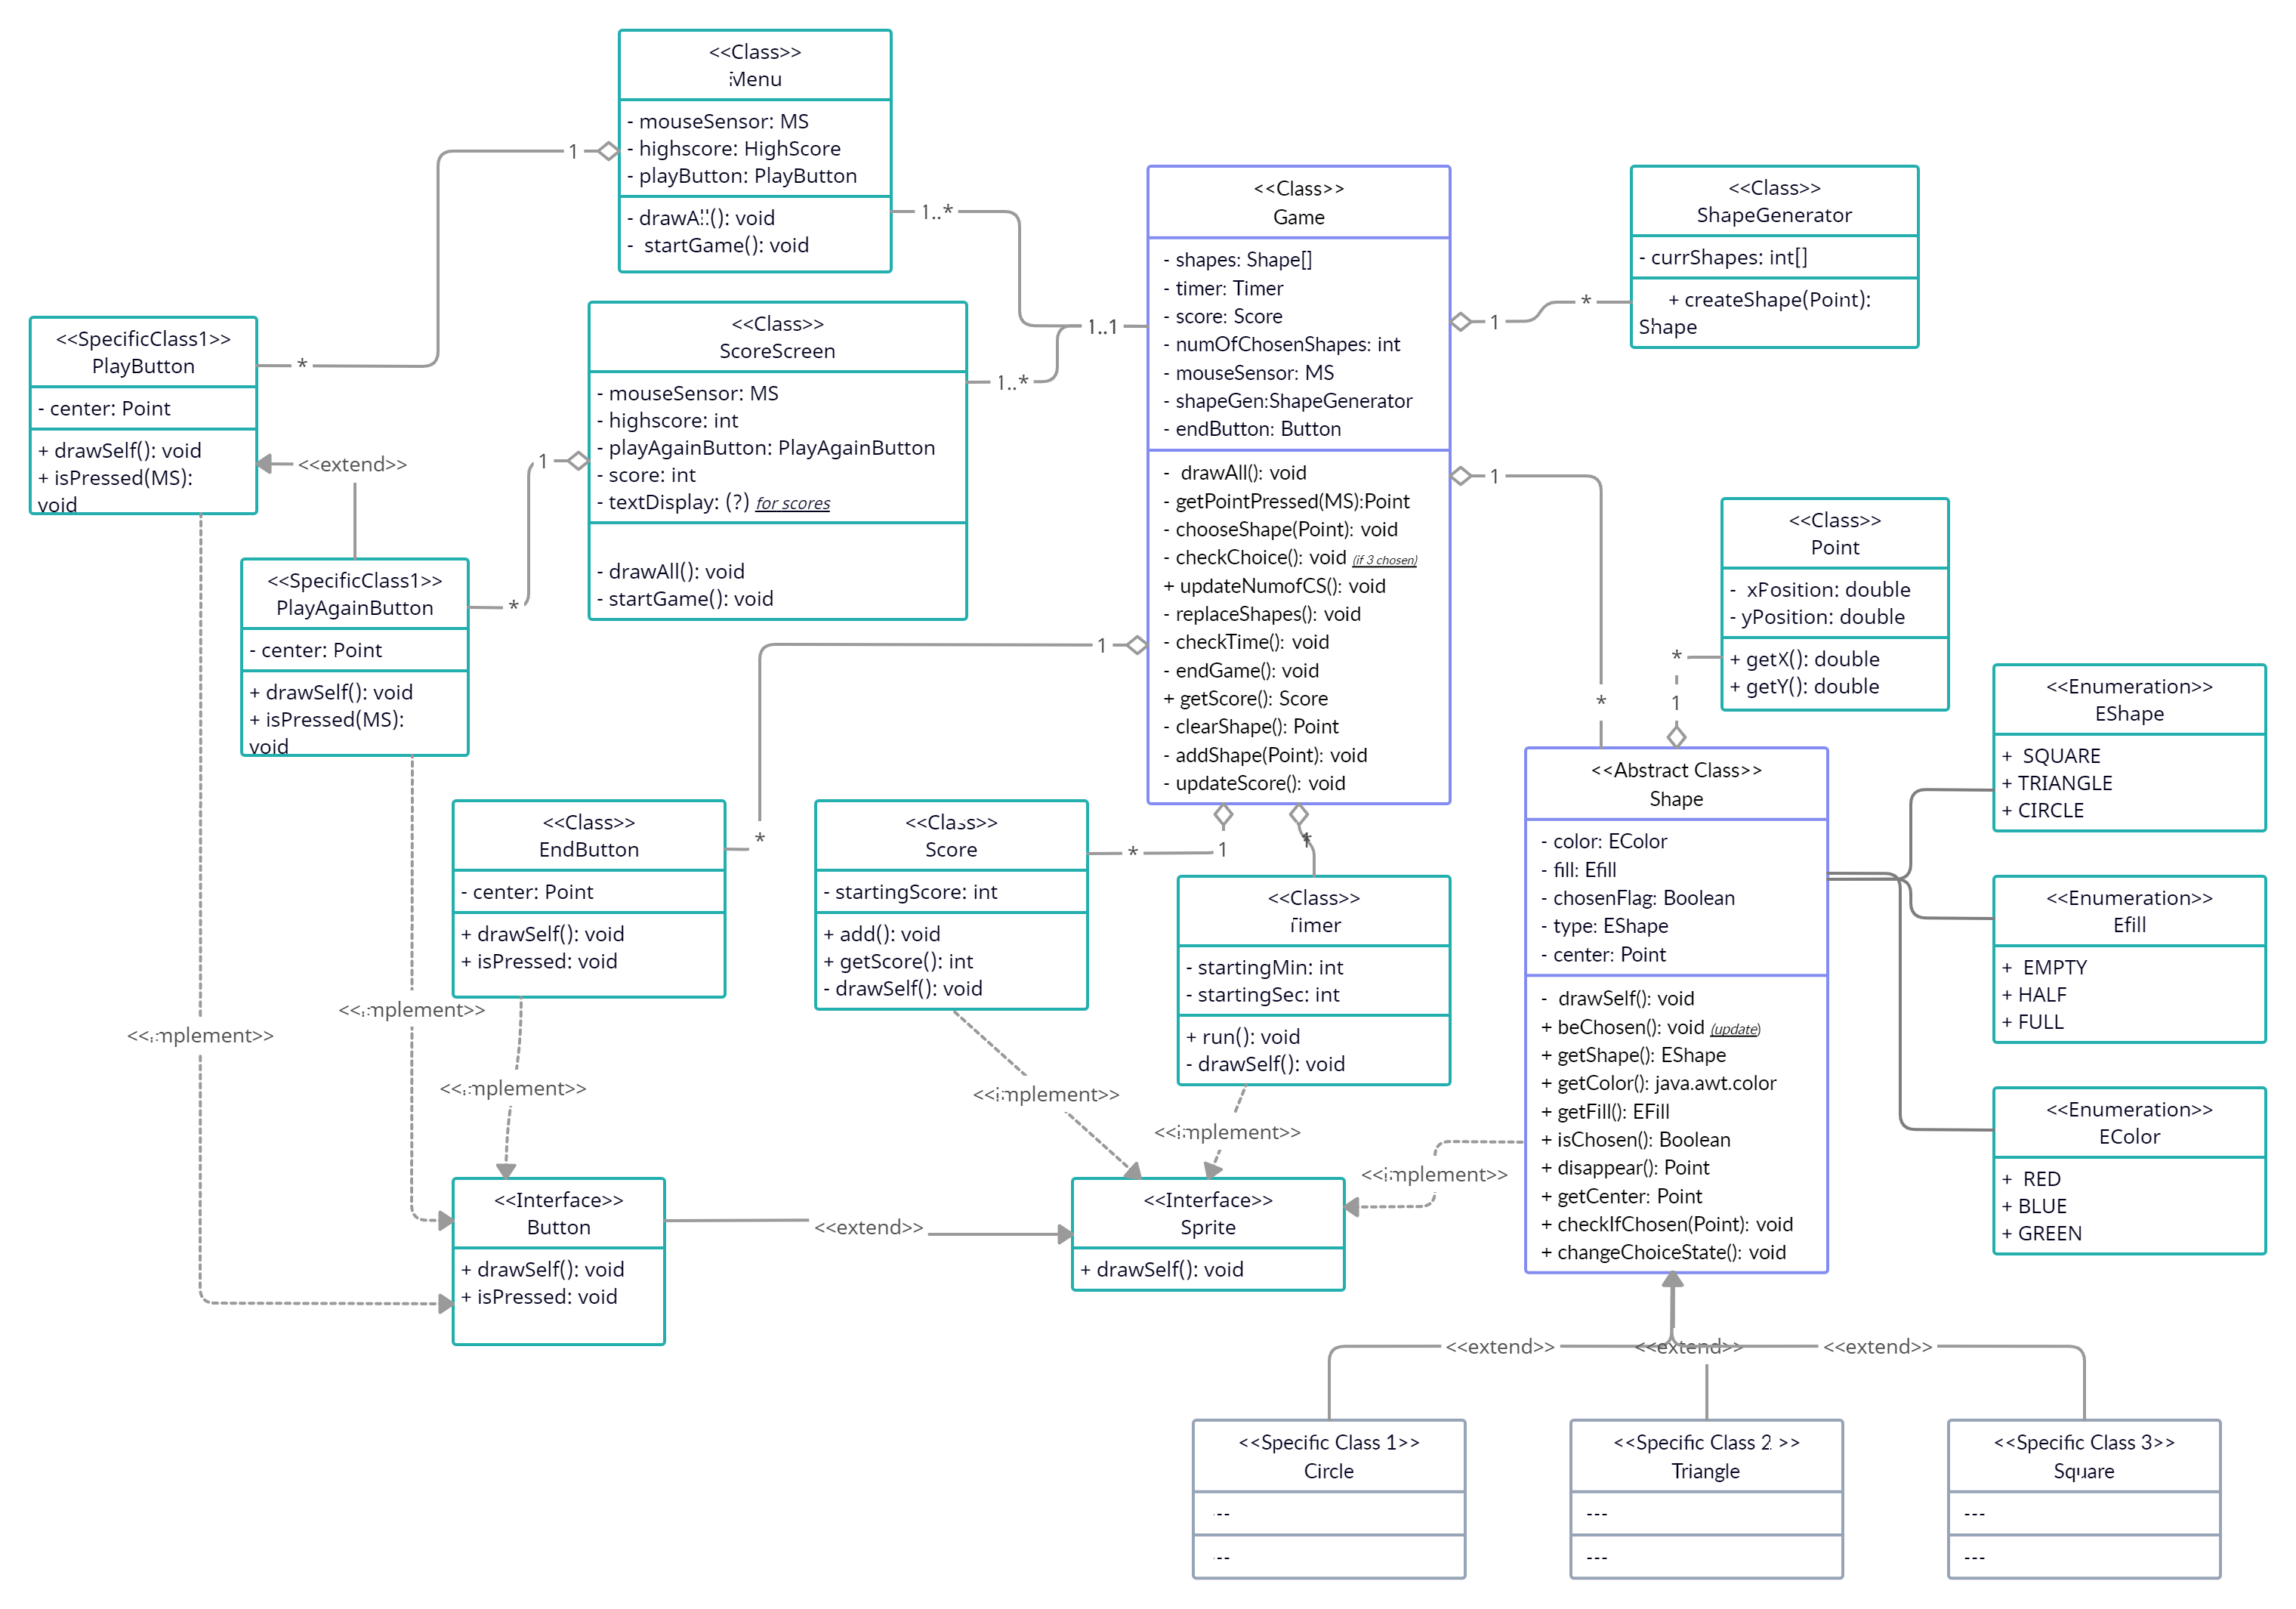 <<Class>>
Menu
- mouseSensor: MS
- highscore: HighScore
- playButton: PlayButton
- drawAll(): void
- startGame(): void
1
*
1..*
<<SpecificClass1>>
PlayButton
- center: Point
+ drawSelf(): void
+ isPressed(MS):
void
<<extend>>
<<SpecificClass1>>
PlayAgainButton
- center: Point
+ drawSelf(): void
+ isPressed(MS):
void
<<Class>>
ScoreScreen
- mouseSensor: MS
- highscore: int
- playAgainButton: PlayAgainButton
- score: int
- textDisplay: (?) for scores
- drawAll(): void
- startGame(): void
1
*
1..*
1..1
<<Class>>
Game
- shapes: Shape[]
- timer: Timer
- score: Score
- numOfChosenShapes: int
- mouseSensor: MS
- shapeGen:ShapeGenerator
- endButton: Button
- drawAll(): void
- getPointPressed(MS):Point
- chooseShape(Point): void
- checkChoice(): void (if 3 chosen)
+ updateNumofCS(): void
- replaceShapes(): void
- checkTime(): void
- endGame(): void
+ getScore(): Score
- clearShape(): Point
- addShape(Point): void
- updateScore(): void
1
*
<<Class>>
ShapeGenerator
- currShapes: int[]
+ createShape(Point):
Shape
1
*
<<Class>>
Point
- xPosition: double
- yPosition: double
+ getX(): double
+ getY(): double
*
1
1
*
<<Class>>
EndButton
- center: Point
+ drawSelf(): void
+ isPressed: void
<<Class>>
Score
- startingScore: int
+ add(): void
+ getScore(): int
- drawSelf(): void
*
1
<<Class>>
Timer
- startingMin: int
- startingSec: int
+ run(): void
- drawSelf(): void
<<Abstract Class>>
Shape
- color: EColor
- fill: Efill
- chosenFlag: Boolean
- type: EShape
- center: Point
- drawSelf(): void
+ beChosen(): void (update)
+ getShape(): EShape
+ getColor(): java.awt.color
+ getFill(): EFill
+ isChosen(): Boolean
+ disappear(): Point
+ getCenter: Point
+ checkIfChosen(Point): void
+ changeChoiceState(): void
<<Enumeration>>
EShape
+ SQUARE
+ TRIANGLE
+ CIRCLE
<<Enumeration>>
Efill
+ EMPTY
+ HALF
+ FULL
<<Enumeration>>
EColor
+ RED
+ BLUE
+ GREEN
<<implement>>
<<implement>>
<<implement>>
<<implement>>
<<implement>>
<<implement>>
<<Interface>>
Button
+ drawSelf(): void
+ isPressed: void
<<extend>>
<<Interface>>
Sprite
+ drawSelf(): void
<<extend>>
<<extend>>
<<extend>>
<<Specific Class 1>>
Circle
---
---
<<Specific Class 2 >>
Triangle
---
---
<<Specific Class 3>>
Square
---
---